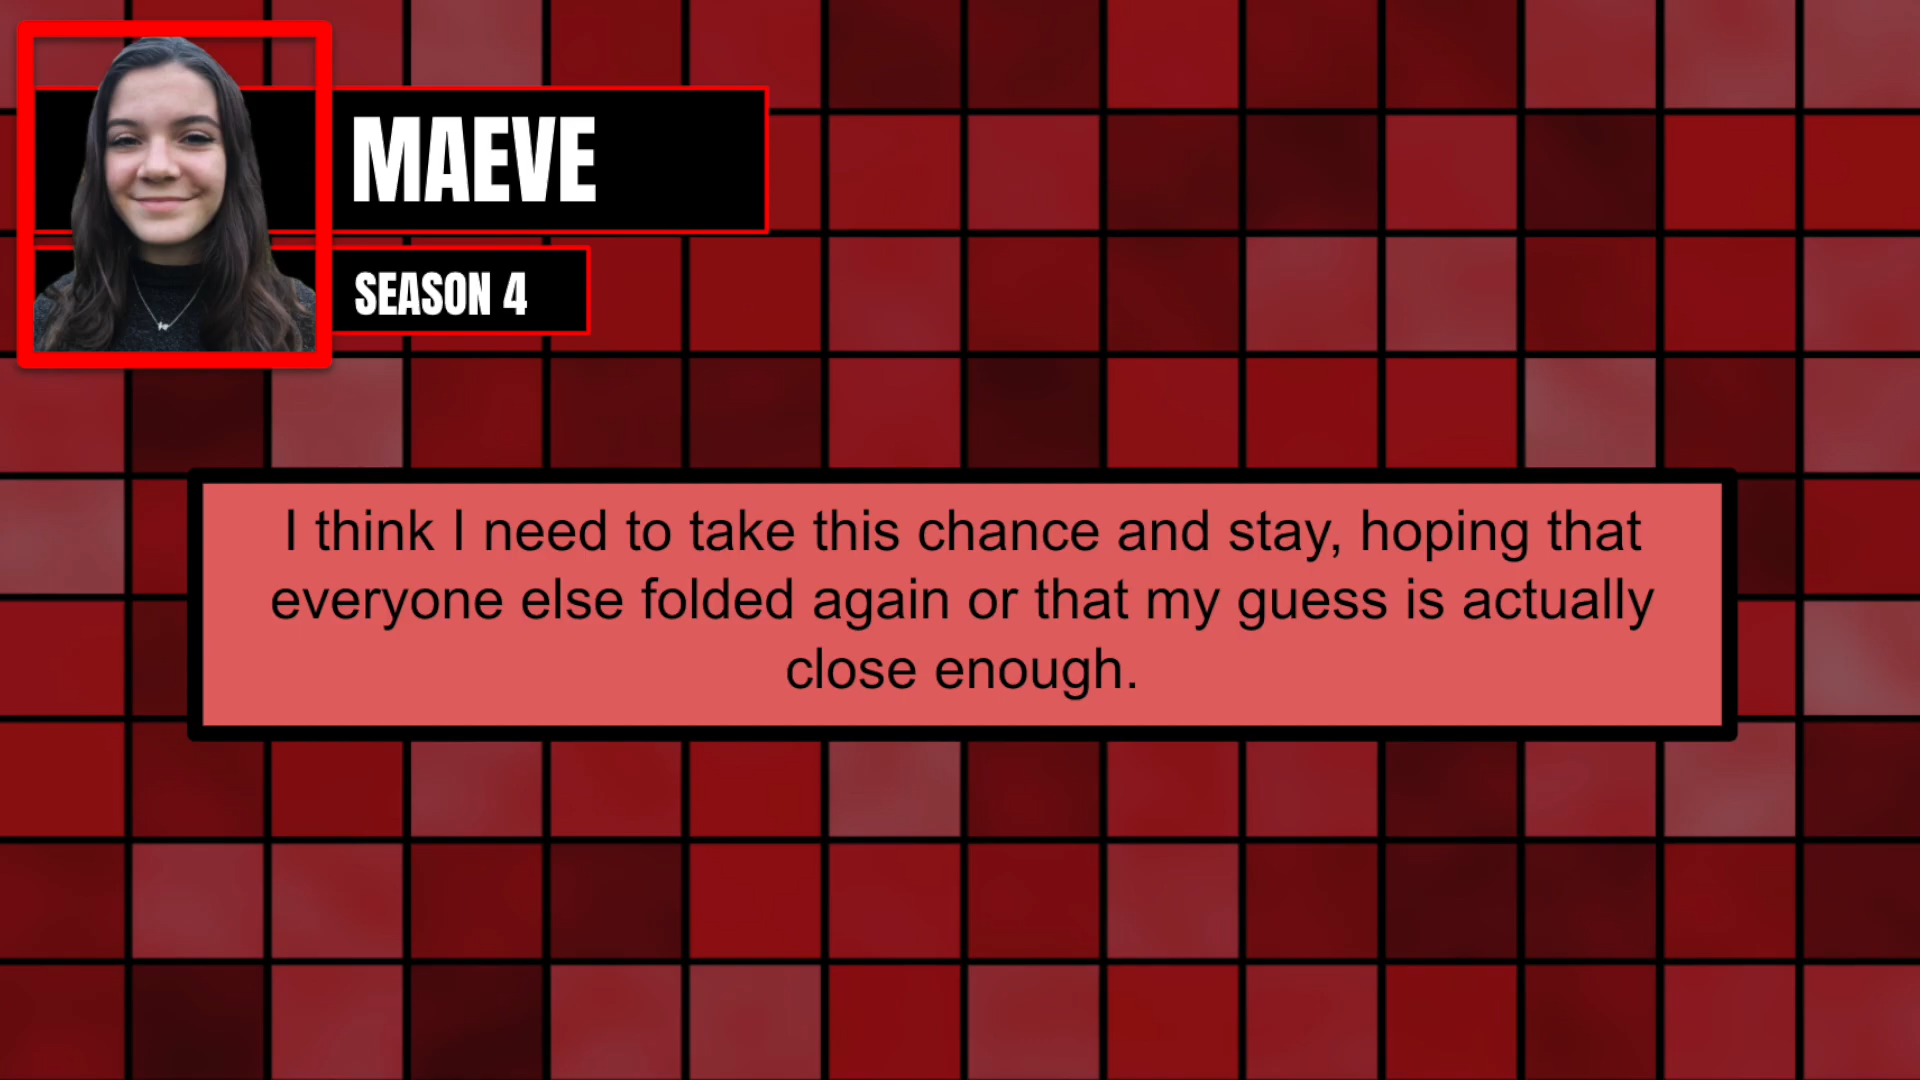 MAEVE
SEASON 4
I think I need to take this chance and stay, hoping that
everyone else folded again or that my guess is actually
close enough.